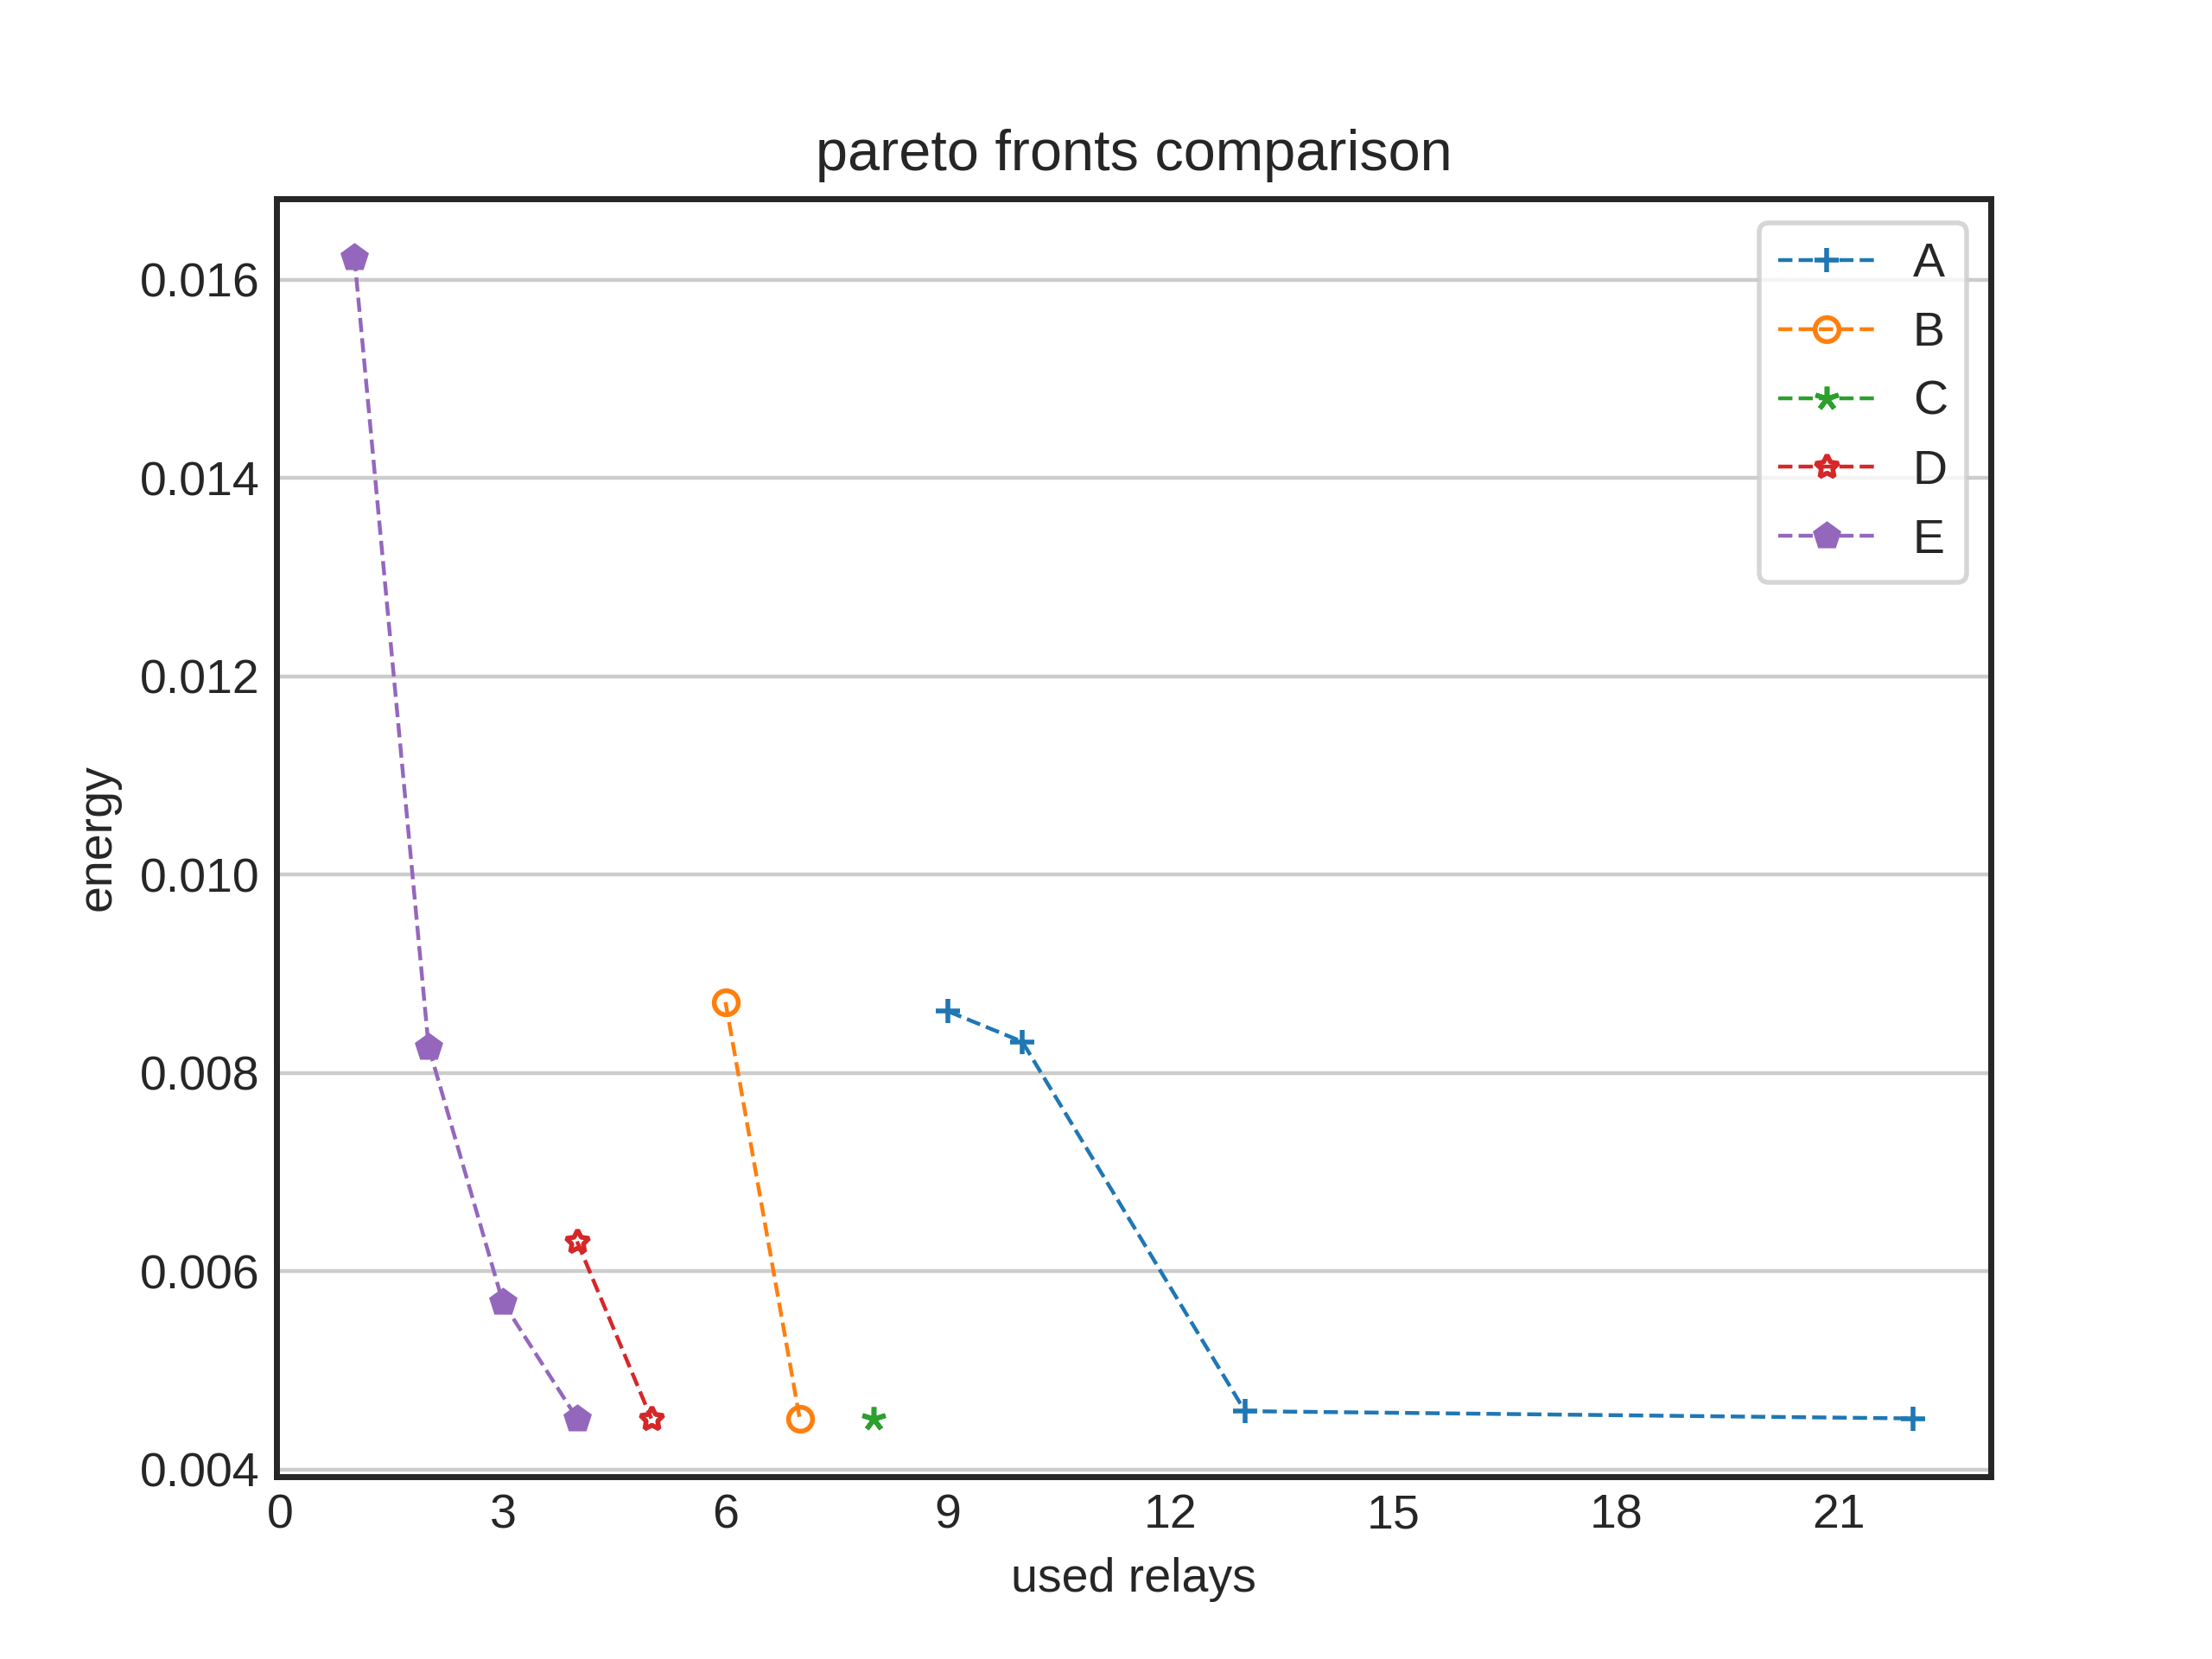 pareto fronts comparison
A
B
C
D
E
0.016
0.014
0.012
0.010
0.008
0.006
0.004
energy
0 3 6 9 12 15 18 21
used relays